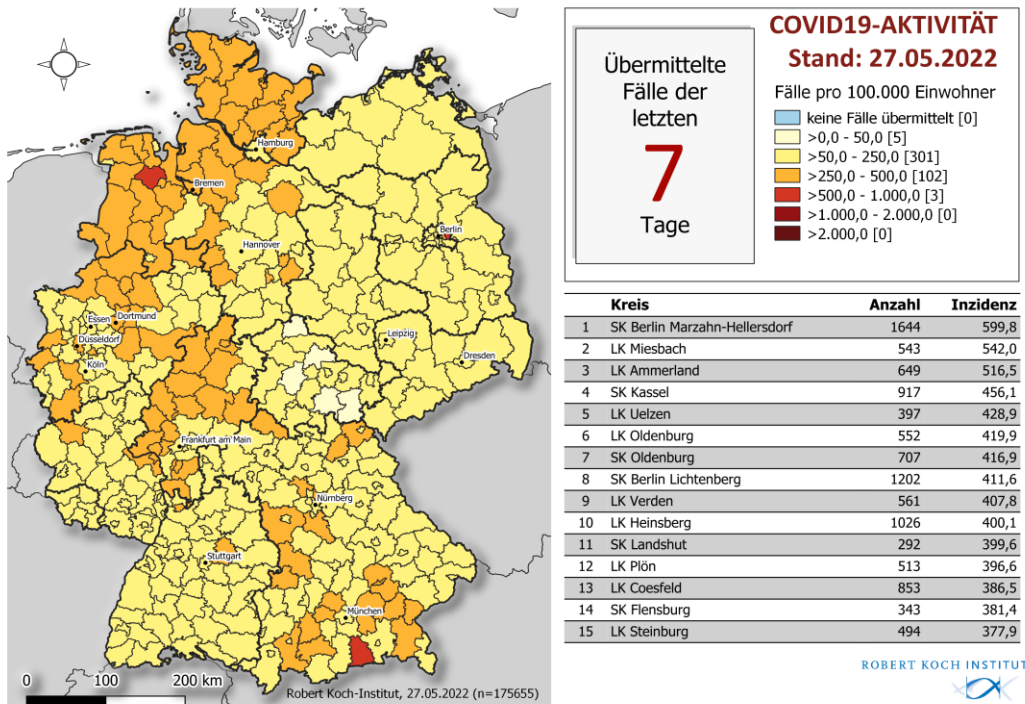 Hamburg
Bremen
Berlin
Hannover
Essen
Dortmund
Düsseldorf
Köln
Leipzig
Dresden
Frankfurt am Main
Nürnberg
Stuttgart
München
0 100 200 km
Robert Koch-Institut, 27.05.2022 (n=175655)
Übermittelte
Fälle der
letzten
7
Tage
COVID19-AKTIVITÄT
Stand: 27.05.2022
Fälle pro 100.000 Einwohner
keine Fälle übermittelt [0]
>0,0 - 50,0 [5]
>50,0 - 250,0 [301]
>250,0 - 500,0 [102]
>500,0 - 1.000,0 [3]
>1.000,0 - 2.000,0 [0]
>2.000,0 [0]
Kreis Anzahl Inzidenz
1 SK Berlin Marzahn-Hellersdorf 1644 599,8
2 LK Miesbach 543 542,0
3 LK Ammerland 649 516,5
4 SK Kassel 917 456,1
5 LK Uelzen 397 428,9
6 LK Oldenburg 552 419,9
7 SK Oldenburg 707 416,9
8 SK Berlin Lichtenberg 1202 411,6
9 LK Verden 561 407,8
10 LK Heinsberg 1026 400,1
11 SK Landshut 292 399,6
12 LK Plön 513 396,6
13 LK Coesfeld 853 386,5
14 SK Flensburg 343 381,4
15 LK Steinburg 494 377,9
ROBERT KOCH INSTITUT